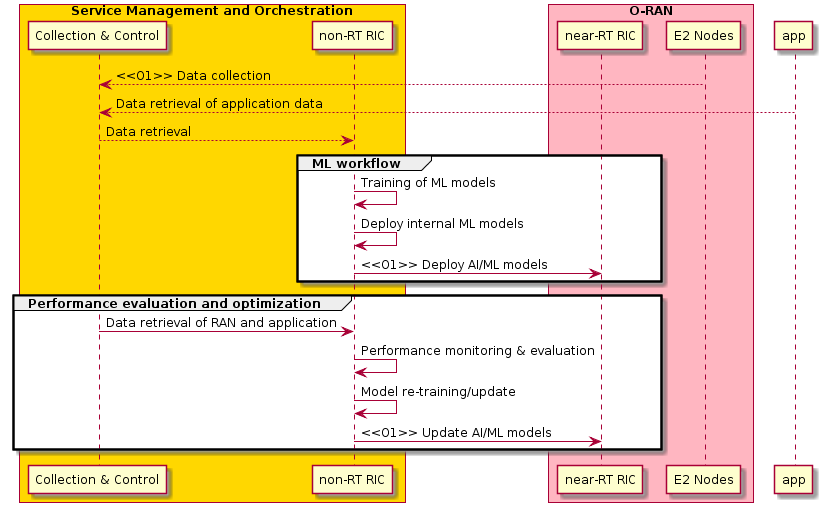 Service Management and Orchestration
O-RAN
Collection & Control
non-RT RIC
near-RT RIC
E2 Nodes
app
<<O1>> Data collection
Data retrieval of application data
Data retrieval
ML workflow
Training of ML models
Deploy internal ML models
<<O1>> Deploy AI/ML models
Performance evaluation and optimization
Data retrieval of RAN and application
Performance monitoring & evaluation
Model re-training/update
<<O1>> Update AI/ML models
Collection & Control
non-RT RIC
near-RT RIC
E2 Nodes
app